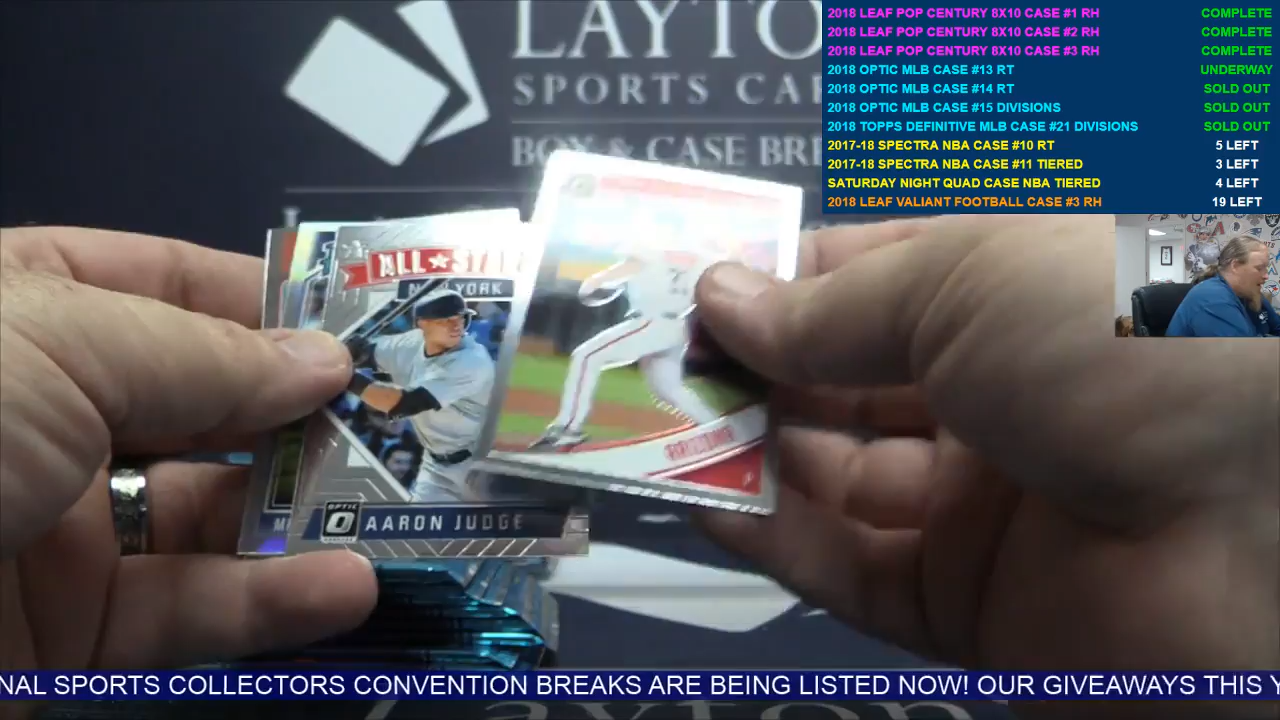 2018 LEAF POP CENTURY 8X10 CASE #1 RH COMPLETE
2018 LEAF POP CENTURY 8X10 CASE #2 RH COMPLETE
2018 LEAF POP CENTURY 8X10 CASE #3 RH COMPLETE
2018 OPTIC MLB CASE #13 RT UNDERWAY
2018 OPTIC MLB CASE #14 RT SOLD OUT
2018 OPTIC MLB CASE #15 DIVISIONS SOLD OUT
2018 TOPPS DEFINITIVE MLB CASE #21 DIVISIONS SOLD OUT
2017-18 SPECTRA NBA CASE #10 RT 5 LEFT
2017-18 SPECTRA NBA CASE #11 TIERED 3 LEFT
SATURDAY NIGHT QUAD CASE NBA TIERED 4 LEFT
2018 LEAF VALIANT FOOTBALL CASE #3 RH 19 LEFT
LAYTO
SPORTS CAR
BOX & CASE BRE
ALL★STA
NEW YORK
OPTIC
AARON JUDGE
NAL SPORTS COLLECTORS CONVENTION BREAKS ARE BEING LISTED NOW! OUR GIVEAWAYS THIS Y
Layton